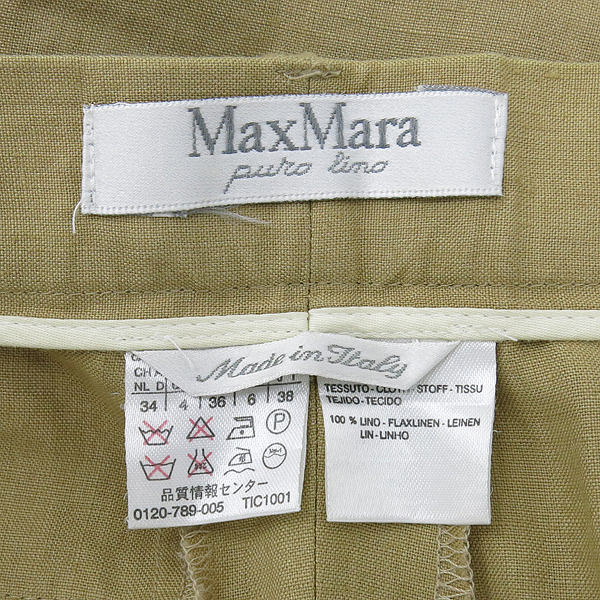 MaxMara
puro lino
Made in Italy
NL D
34 4 36 6 38
P
品質情報センター
0120-789-005 TIC1001
TESSUTO - CLOTH - STOFF - TISSU
TEJIDO - TECIDO
100 % LINO - FLAXLINEN - LEINEN
LIN - LINHO